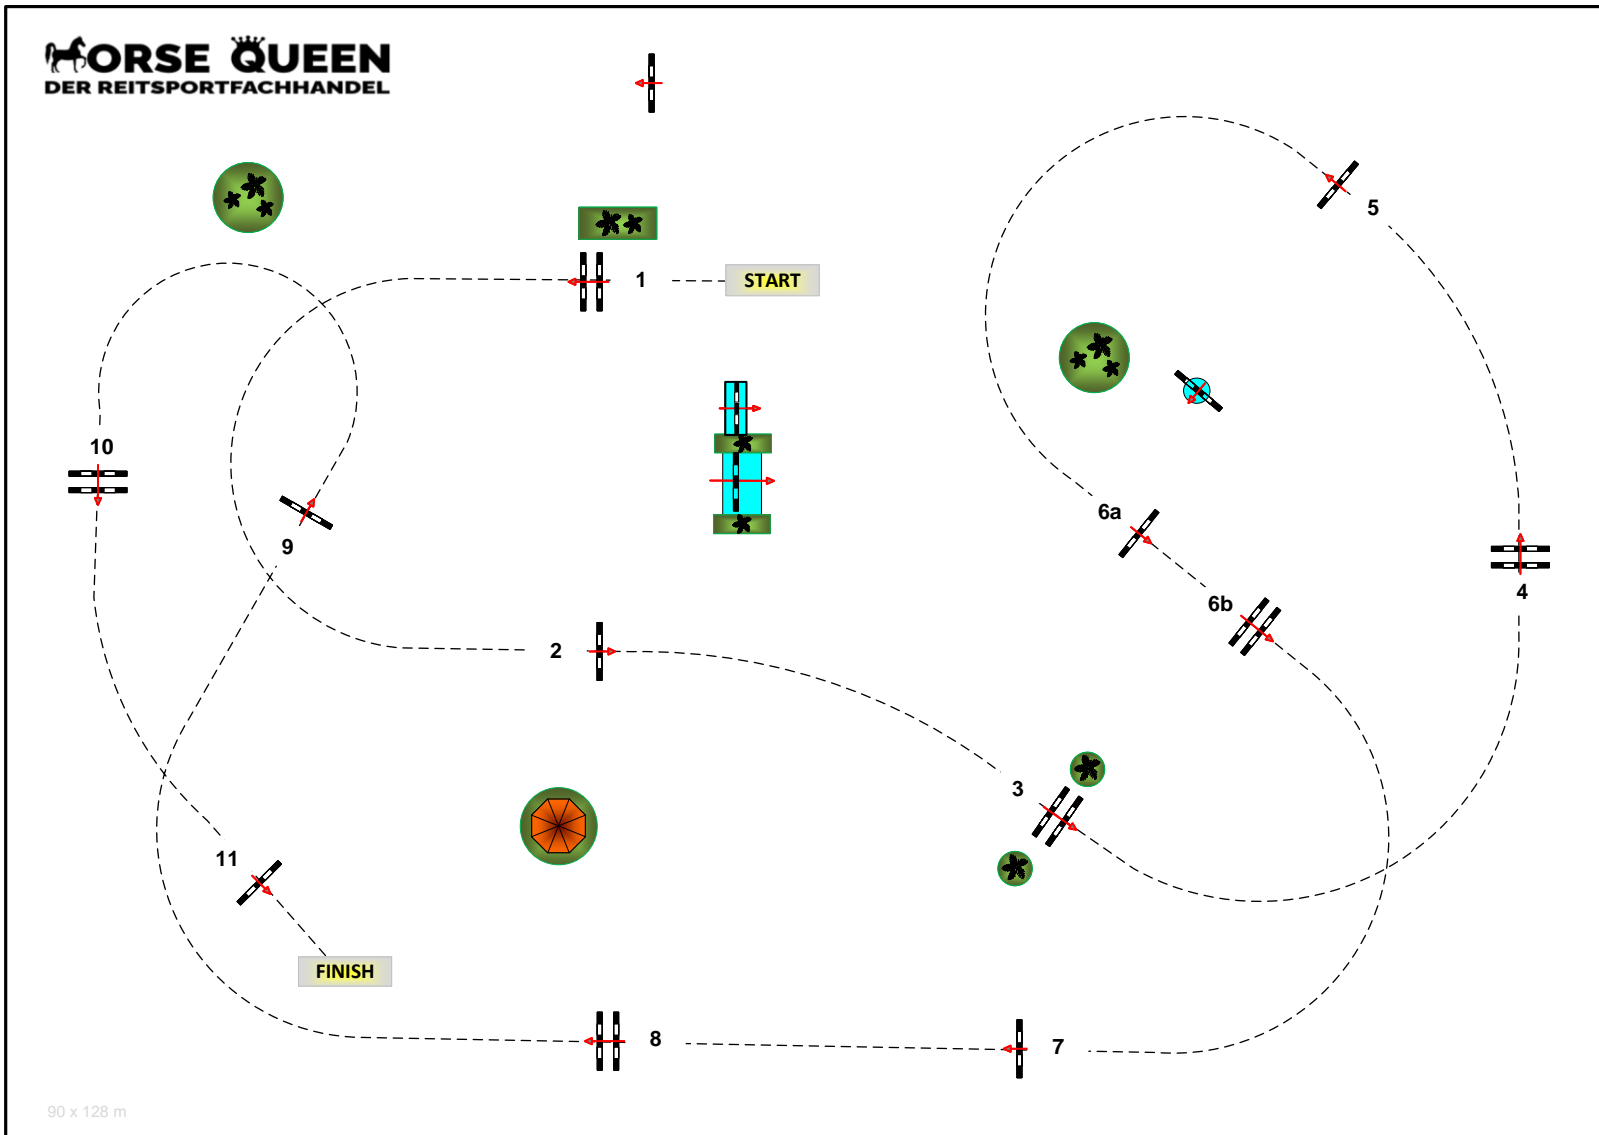 HORSE QUEEN
DER REITSPORTFACHHANDEL
1
START
5
10
6a
9
6b
4
2
3
11
FINISH
8
7
90 x 128 m